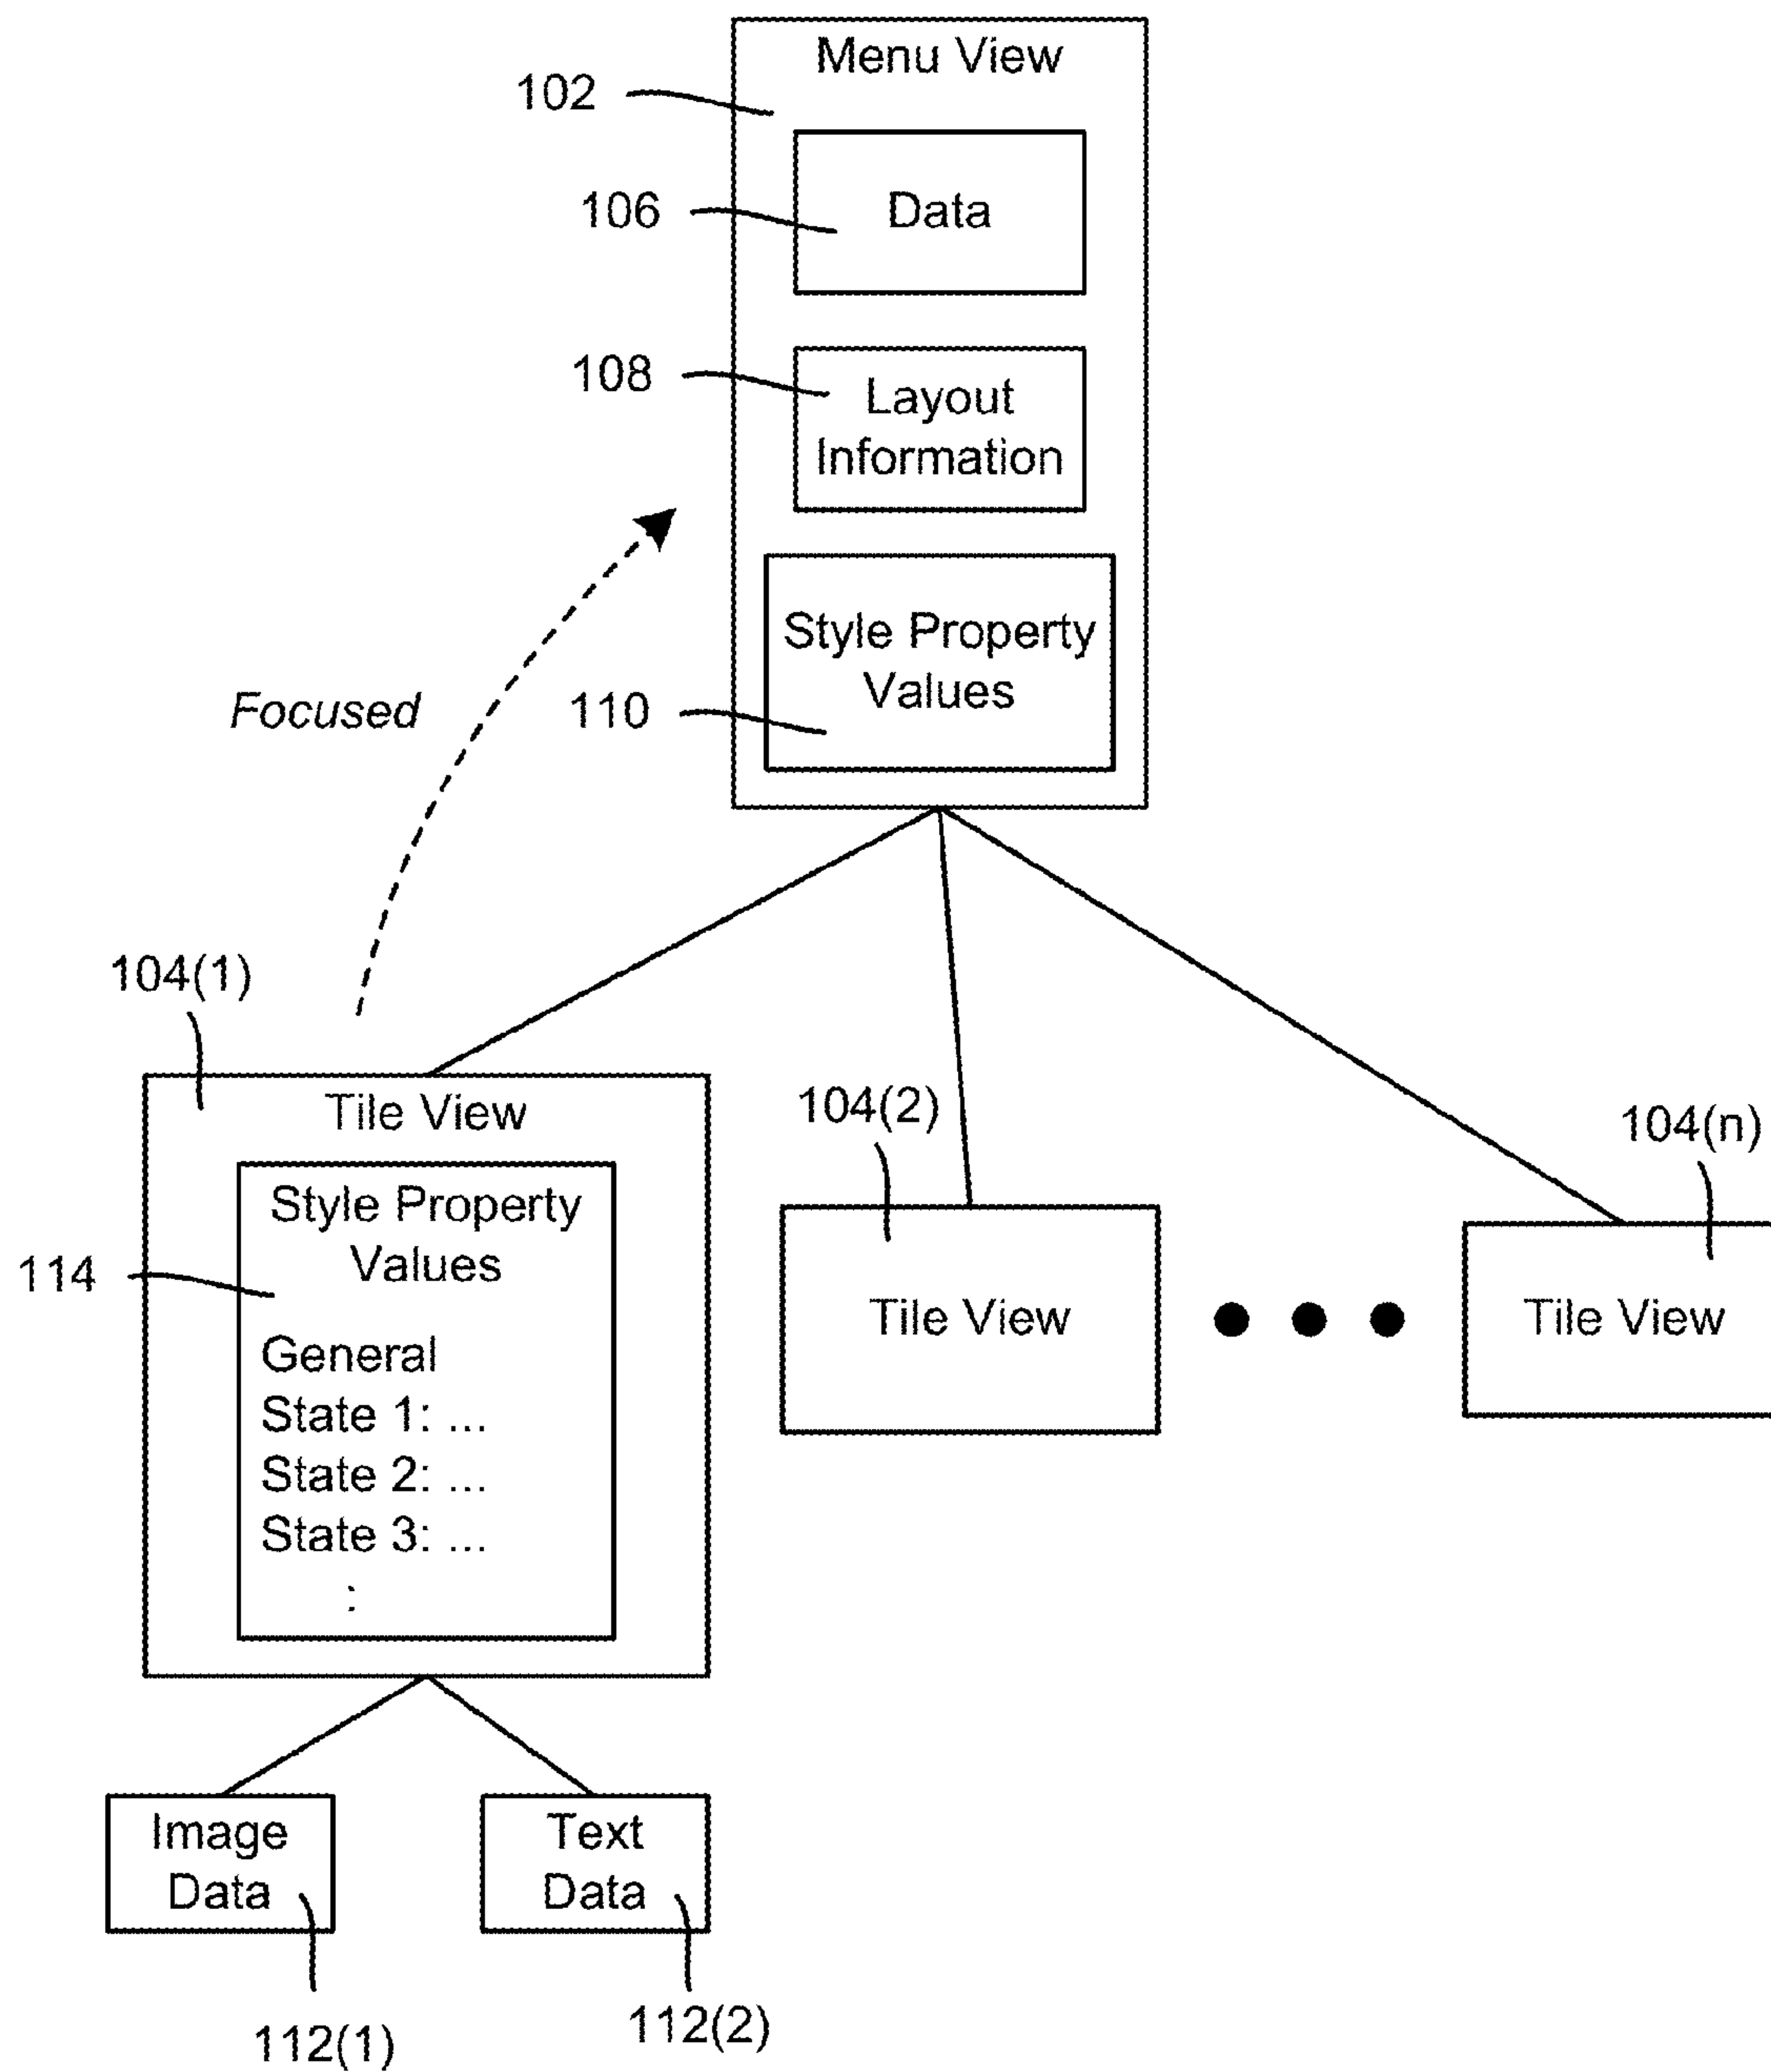 Menu View
102
Data
106
108
Layout
Information
Style Property
Values
Focused
110
104(1)
Tile View
104(2)
104(n)
Style Property
Values
114
Tile View
Tile View
General
State 1: ...
State 2: ...
State 3: ...
:
Image
Data
Text
Data
112(1)
112(2)